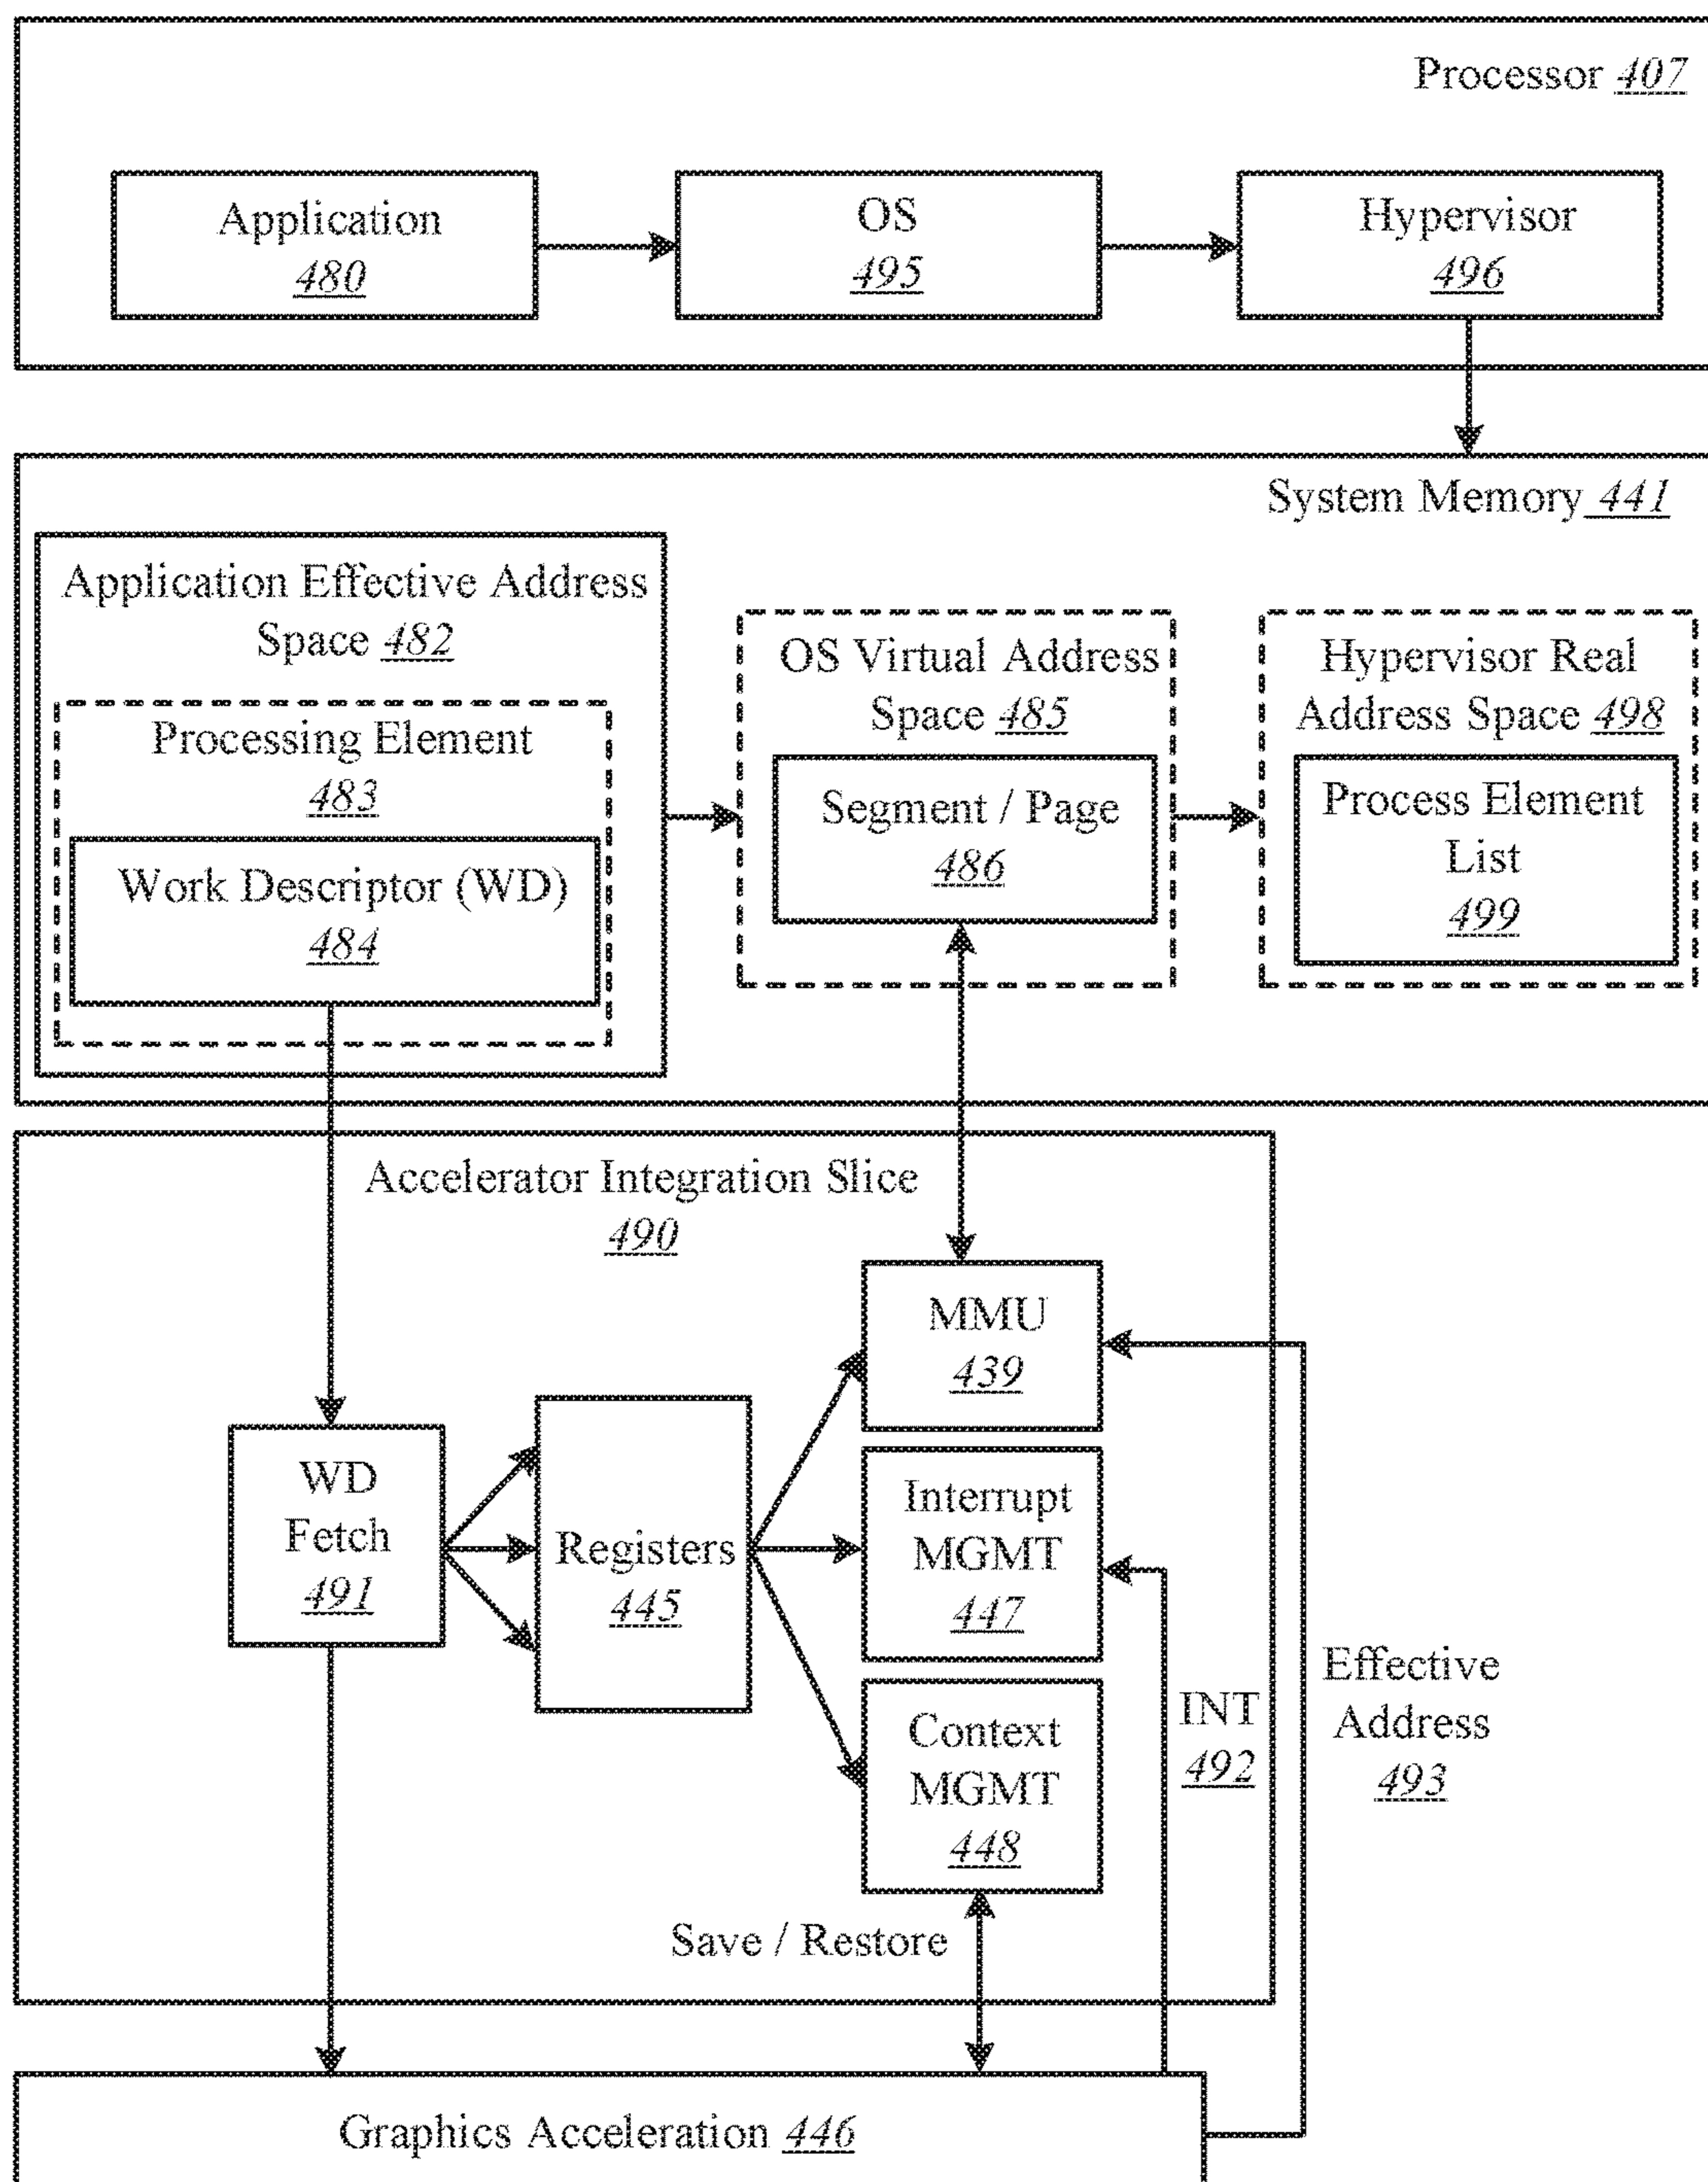 Processor 407
Application
480
OS
495
Hypervisor
496
System Memory 441
Application Effective Address
Space 482
Processing Element
483
Work Descriptor (WD)
484
OS Virtual Address
Space 485
Segment / Page
486
Hypervisor Real
Address Space 498
Process Element
List
499
Accelerator Integration Slice
490
MMU
439
WD
Fetch
491
Registers
445
Interrupt
MGMT
447
Context
MGMT
448
INT
492
Effective
Address
493
Save / Restore
Graphics Acceleration 446